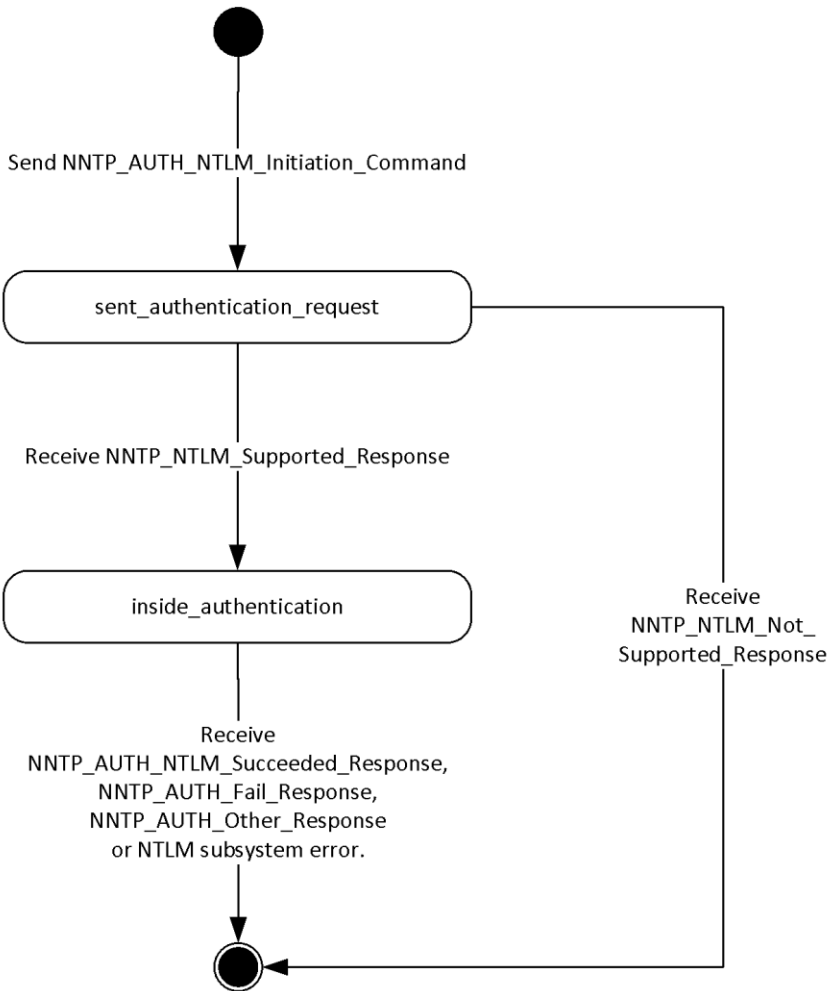 Send NNTP_AUTH_NTLM_Initiation_Command
sent_authentication_request
Receive NNTP_NTLM_Supported_Response
inside_authentication
Receive
NNTP_NTLM_Not_
Supported_Response
Receive
NNTP_AUTH_NTLM_Succeeded_Response,
NNTP_AUTH_Fail_Response,
NNTP_AUTH_Other_Response
or NTLM subsystem error.